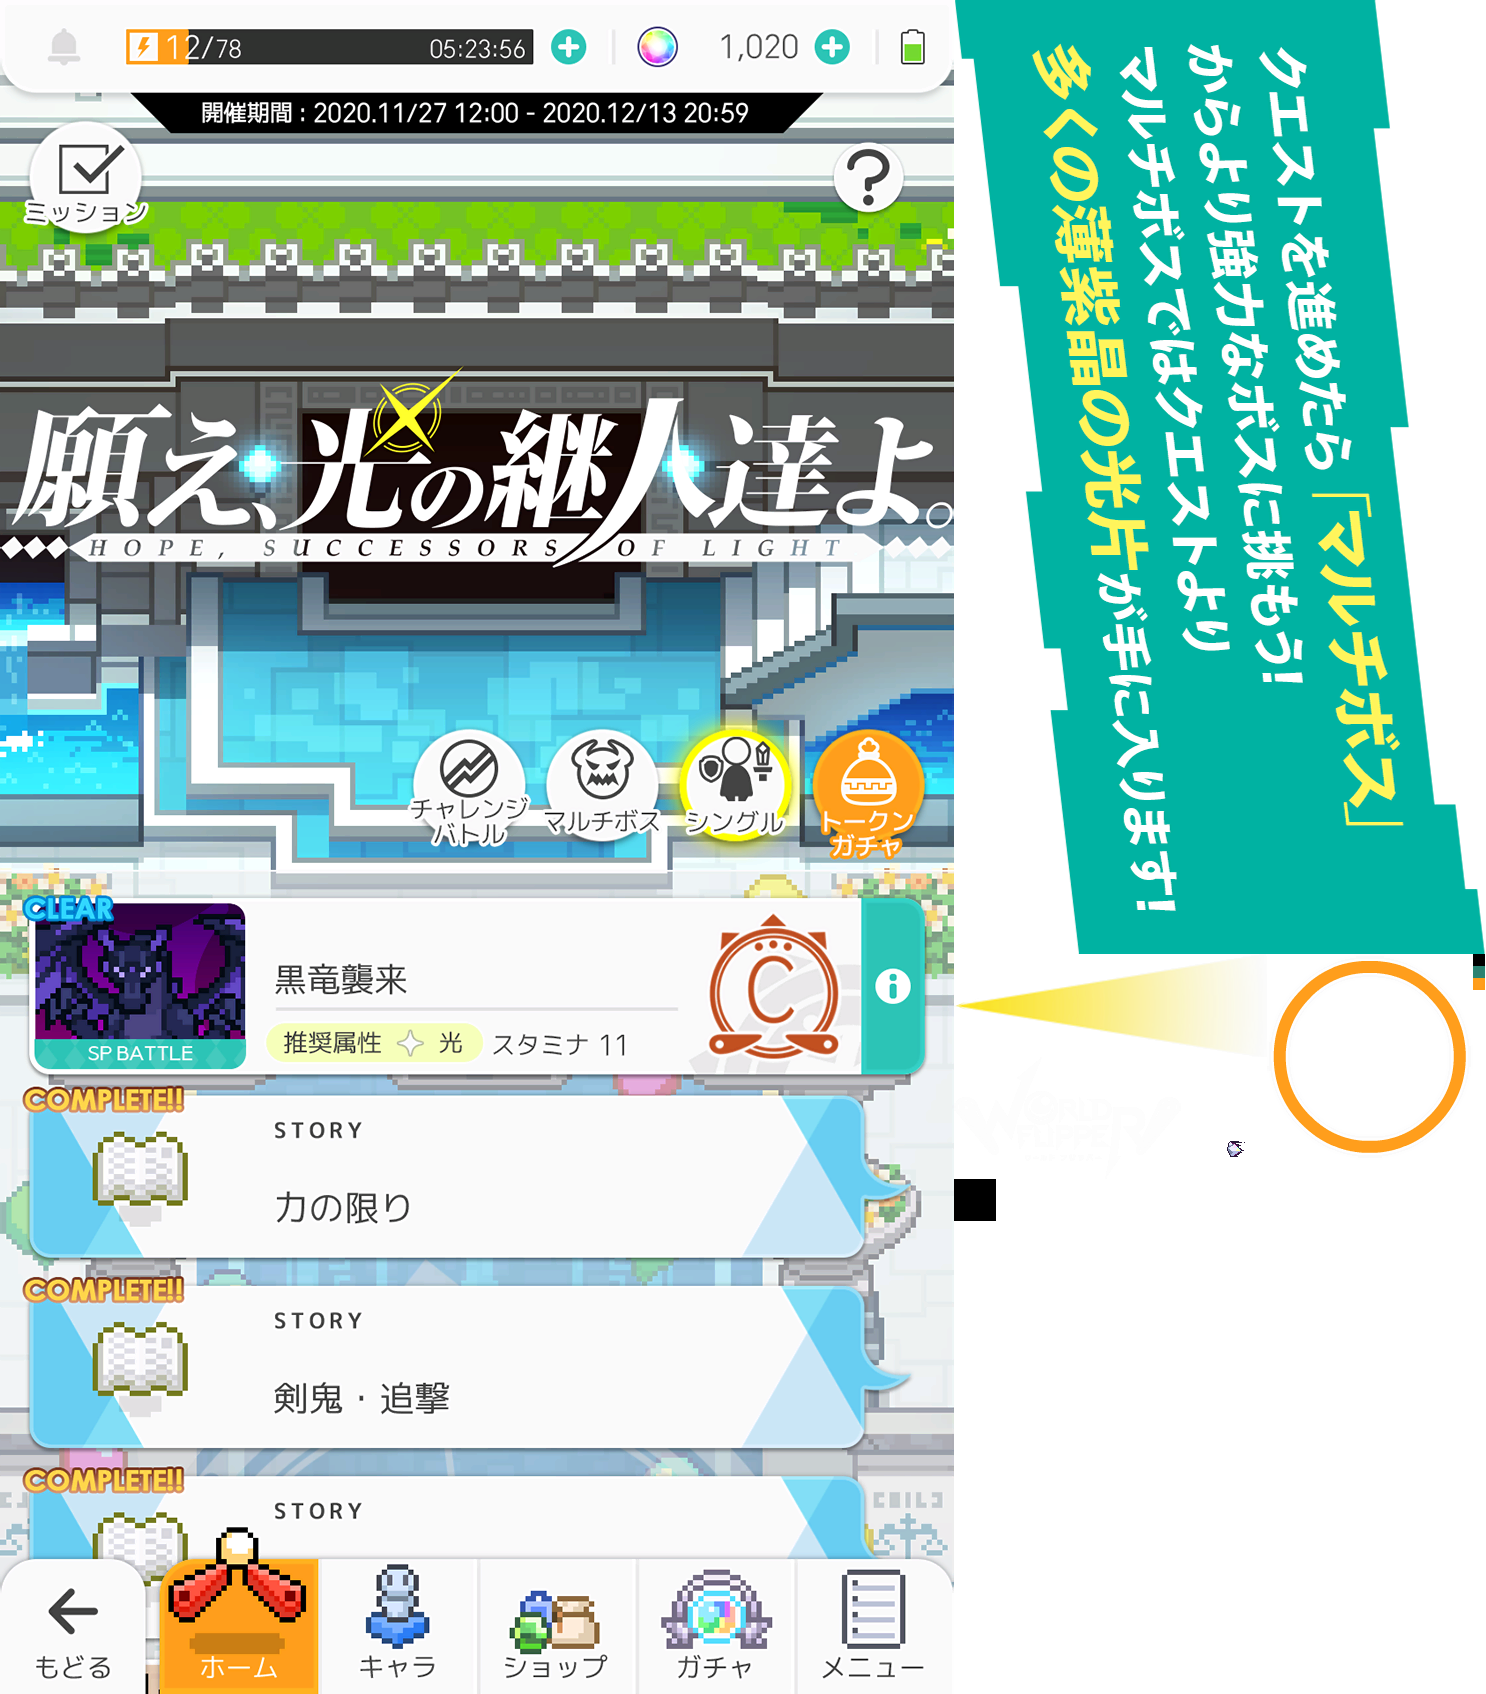 12/78
05:23:56
1,020
開催期間 : 2020.11/27 12:00 - 2020.12/13 20:59
ミッション
?
願え、光の継人達よ。
HOPE, SUCCESSORS OF LIGHT
チャレンジ
バトル
マルチボス
シングル
トークン
ガチャ
CLEAR
SP BATTLE
黒竜襲来
推奨属性 光 スタミナ 11
C
COMPLETE!!
STORY
力の限り
COMPLETE!!
STORY
剣鬼・追撃
COMPLETE!!
STORY
もどる
ホーム
キャラ
ショップ
ガチャ
メニュー
クエストを進めたら「マルチボス」
からより強力なボスに挑もう!
マルチボスではクエストより
多くの薄紫晶の光片が手に入ります!
WORLD
FLIPPER